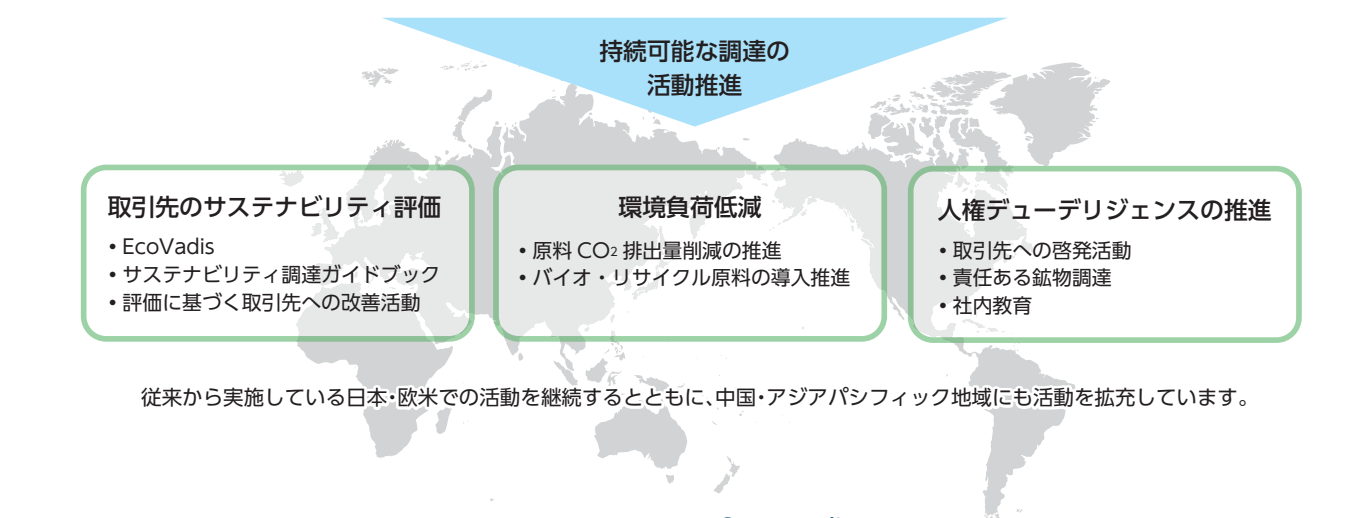 持続可能な調達の
活動推進
取引先のサステナビリティ評価
• EcoVadis
• サステナビリティ調達ガイドブック
• 評価に基づく取引先への改善活動
環境負荷低減
• 原料 CO₂ 排出量削減の推進
• バイオ・リサイクル原料の導入推進
人権デューデリジェンスの推進
• 取引先への啓発活動
• 責任ある鉱物調達
• 社内教育
従来から実施している日本・欧米での活動を継続するとともに、中国・アジアパシフィック地域にも活動を拡充しています。